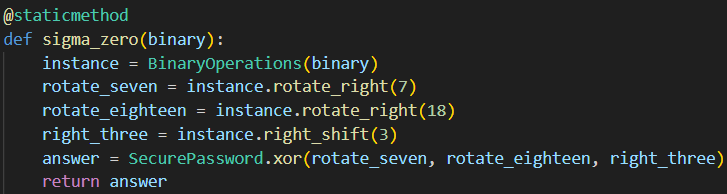 @staticmethod
def sigma_zero(binary):
    instance = BinaryOperations(binary)
    rotate_seven = instance.rotate_right(7)
    rotate_eighteen = instance.rotate_right(18)
    right_three = instance.right_shift(3)
    answer = SecurePassword.xor(rotate_seven, rotate_eighteen, right_three)
    return answer